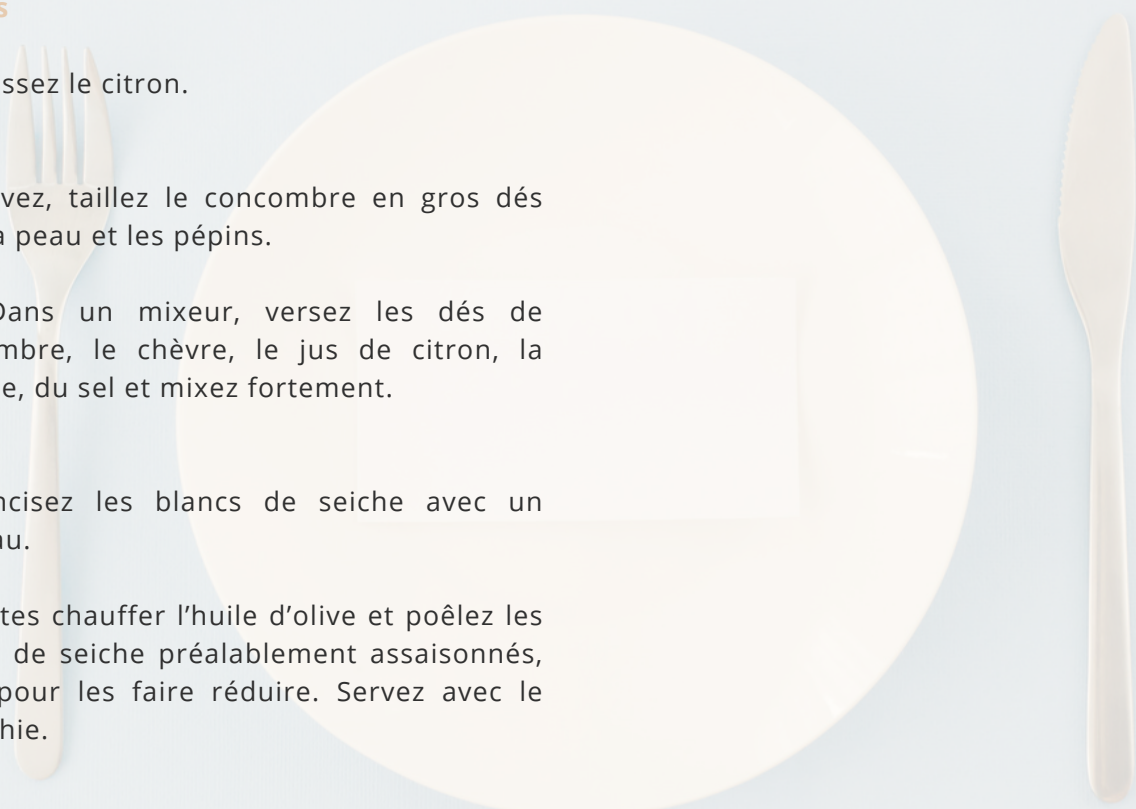 s
ssez le citron.
vez, taillez le concombre en gros dés
a peau et les pépins.
Dans un mixeur, versez les dés de
mbre, le chèvre, le jus de citron, la
e, du sel et mixez fortement.
ncisez les blancs de seiche avec un
au.
tes chauffer l’huile d’olive et poêlez les
de seiche préalablement assaisonnés,
pour les faire réduire. Servez avec le
hie.